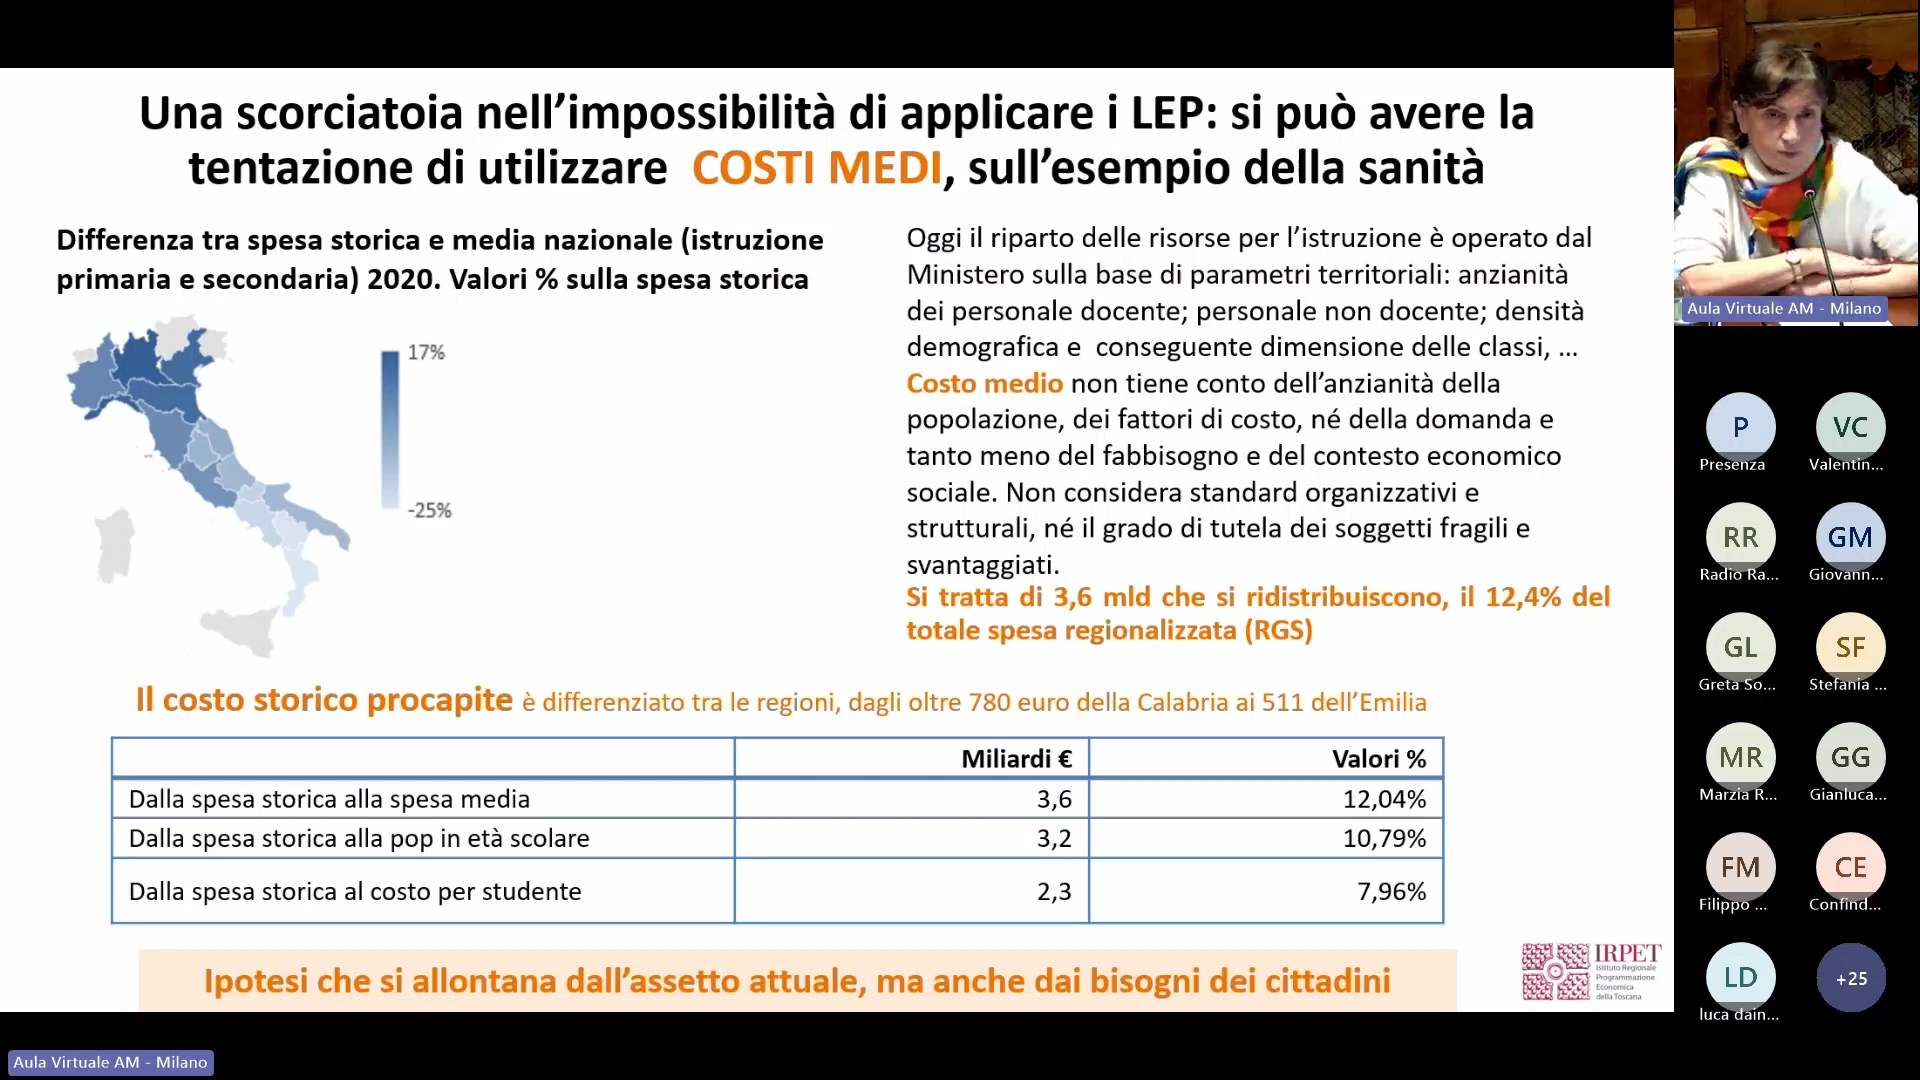 Una scorciatoia nell’impossibilità di applicare i LEP: si può avere la
tentazione di utilizzare COSTI MEDI, sull’esempio della sanità
Differenza tra spesa storica e media nazionale (istruzione
primaria e secondaria) 2020. Valori % sulla spesa storica
17%
-25%
Oggi il riparto delle risorse per l’istruzione è operato dal
Ministero sulla base di parametri territoriali: anzianità
dei personale docente; personale non docente; densità
demografica e conseguente dimensione delle classi, ...
Costo medio non tiene conto dell’anzianità della
popolazione, dei fattori di costo, né della domanda e
tanto meno del fabbisogno e del contesto economico
sociale. Non considera standard organizzativi e
strutturali, né il grado di tutela dei soggetti fragili e
svantaggiati.
Si tratta di 3,6 mld che si ridistribuiscono, il 12,4% del
totale spesa regionalizzata (RGS)
Il costo storico procapite è differenziato tra le regioni, dagli oltre 780 euro della Calabria ai 511 dell’Emilia
Miliardi € Valori %
Dalla spesa storica alla spesa media 3,6 12,04%
Dalla spesa storica alla pop in età scolare 3,2 10,79%
Dalla spesa storica al costo per studente 2,3 7,96%
Ipotesi che si allontana dall’assetto attuale, ma anche dai bisogni dei cittadini
IRPET
Istituto Regionale
Programmazione
Economica
della Toscana
Aula Virtuale AM - Milano
P VC
Presenza Valentin...
RR GM
Radio Ra... Giovann...
GL SF
Greta So... Stefania ...
MR GG
Marzia R... Gianluca...
FM CE
Filippo ... Confind...
LD +25
luca dain...
Aula Virtuale AM - Milano